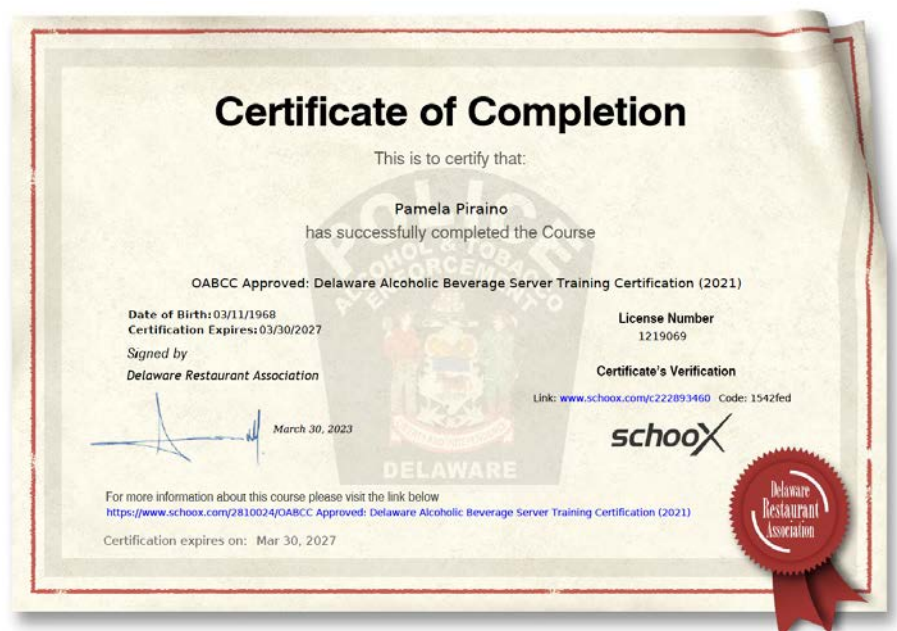 Certificate of Completion
This is to certify that:
Pamela Piraino
has successfully completed the Course
OABCC Approved: Delaware Alcoholic Beverage Server Training Certification (2021)
Date of Birth: 03/11/1968
Certification Expires: 03/30/2027
Signed by
Delaware Restaurant Association
March 30, 2023
License Number
1219069
Certificate's Verification
Link: www.schoox.com/c222893460 Code: 1542fed
schooX
POLICE
ALCOHOL & TOBACCO
ENFORCEMENT
DELAWARE
For more information about this course please visit the link below
https://www.schoox.com/2810024/OABCC Approved: Delaware Alcoholic Beverage Server Training Certification (2021)
Certification expires on: Mar 30, 2027
Delaware
Restaurant
Association